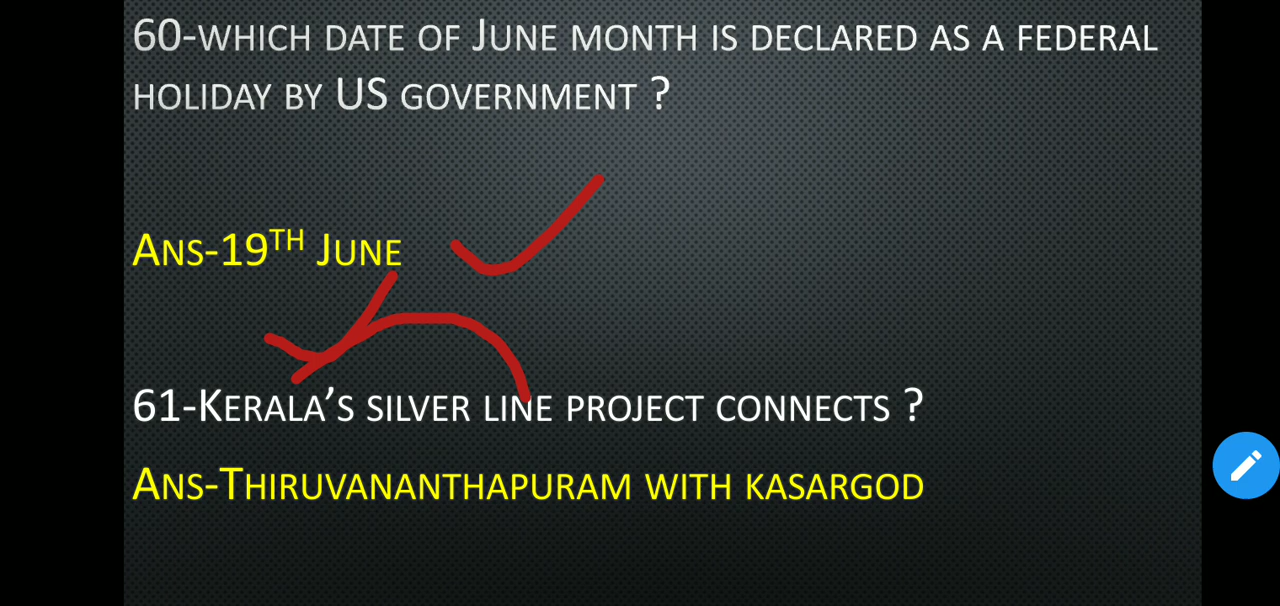 60-which date of June month is declared as a federal
holiday by US government ?
Ans-19th June
61-Kerala’s silver line project connects ?
Ans-Thiruvananthapuram with kasargod